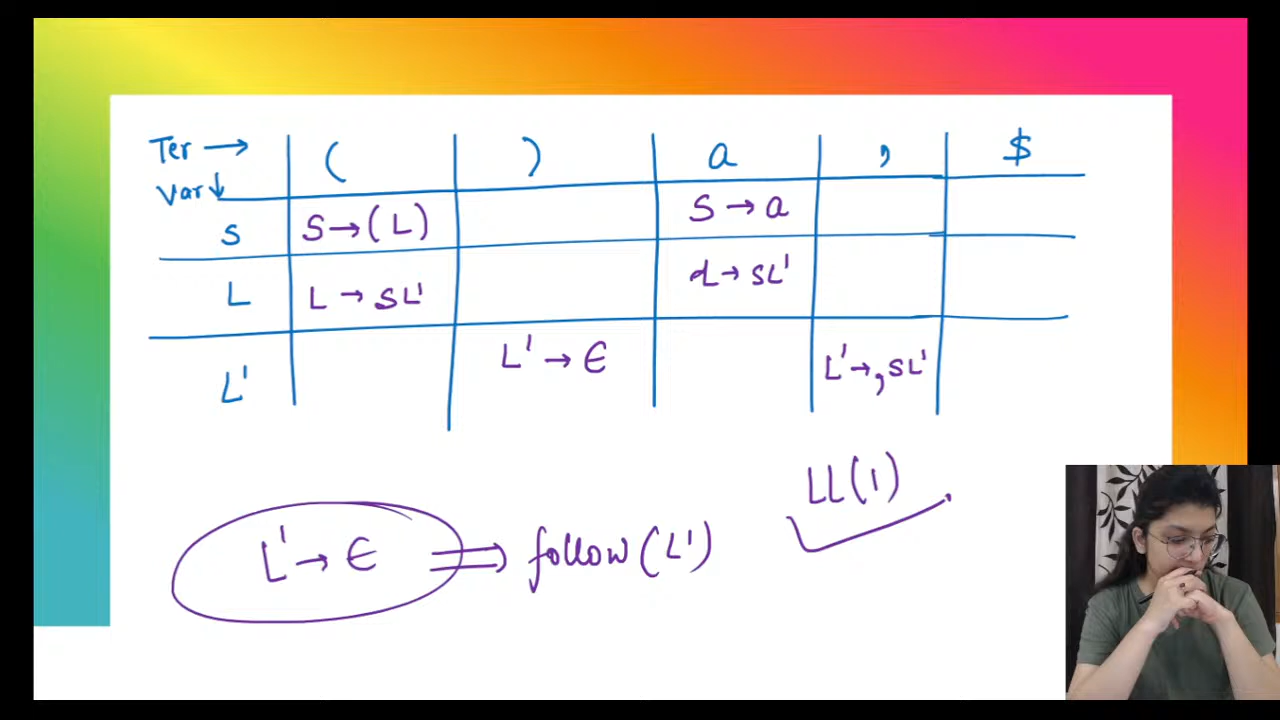 Ter → ( ) a , $
Var ↓
S S → ( L ) S → a
L L → SL' L → SL'
L' L' → ϵ L' → , SL'
LL(1)
L' → ϵ ⇒ follow (L')